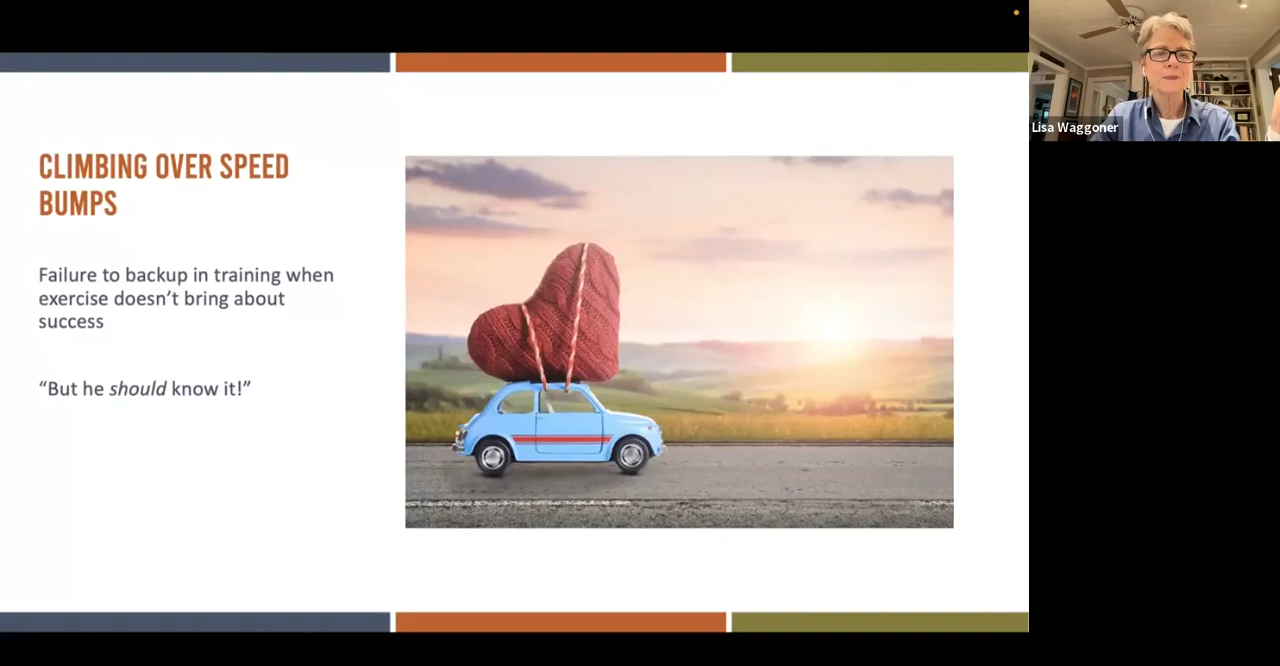 CLIMBING OVER SPEED
BUMPS
Failure to backup in training when
exercise doesn’t bring about
success
“But he should know it!”
Lisa Waggoner